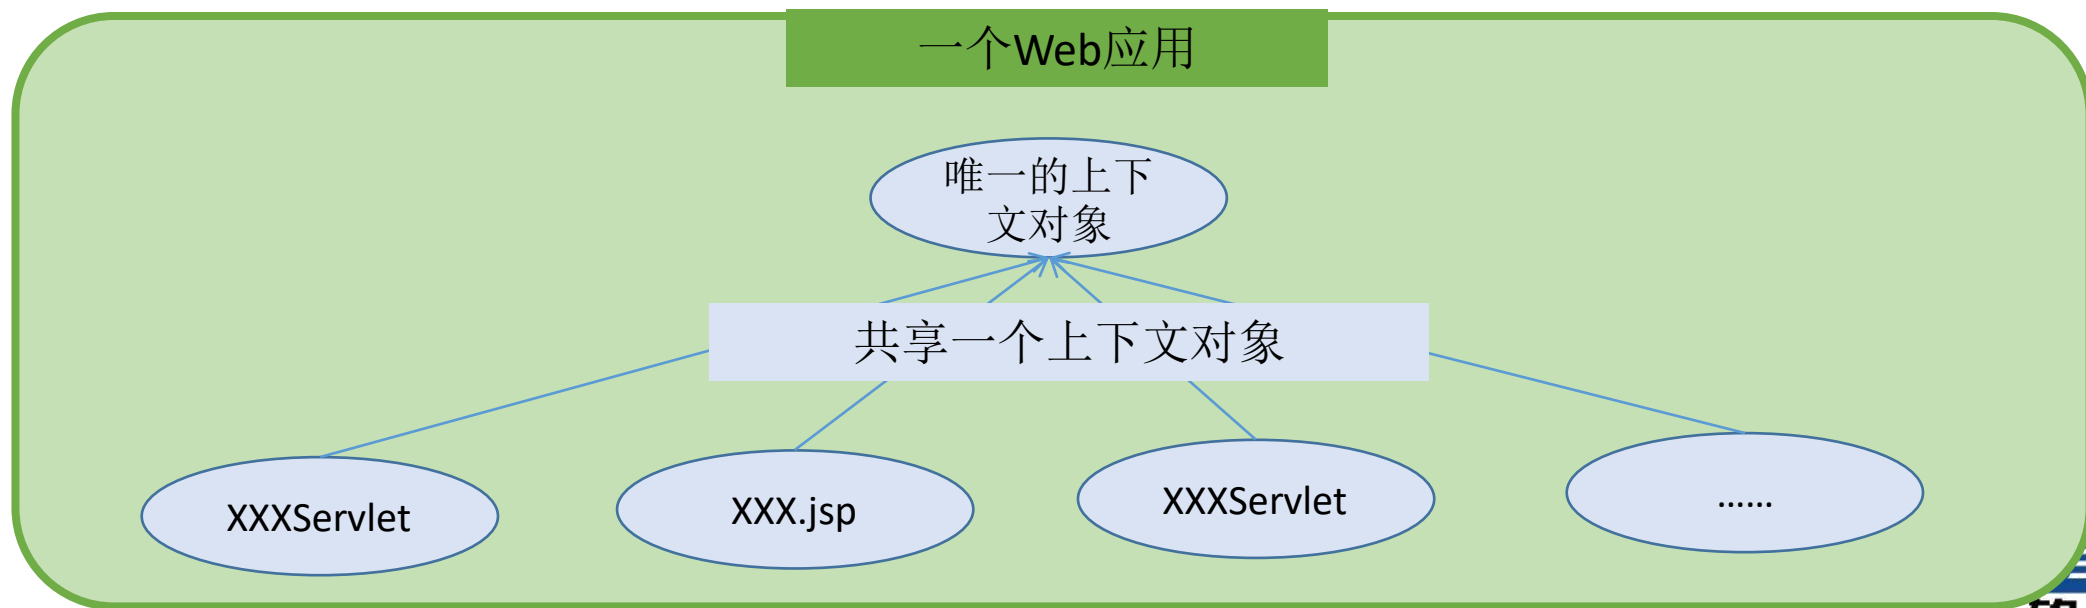 一个Web应用
唯一的上下
文对象
共享一个上下文对象
XXXServlet
XXX.jsp
XXXServlet
……